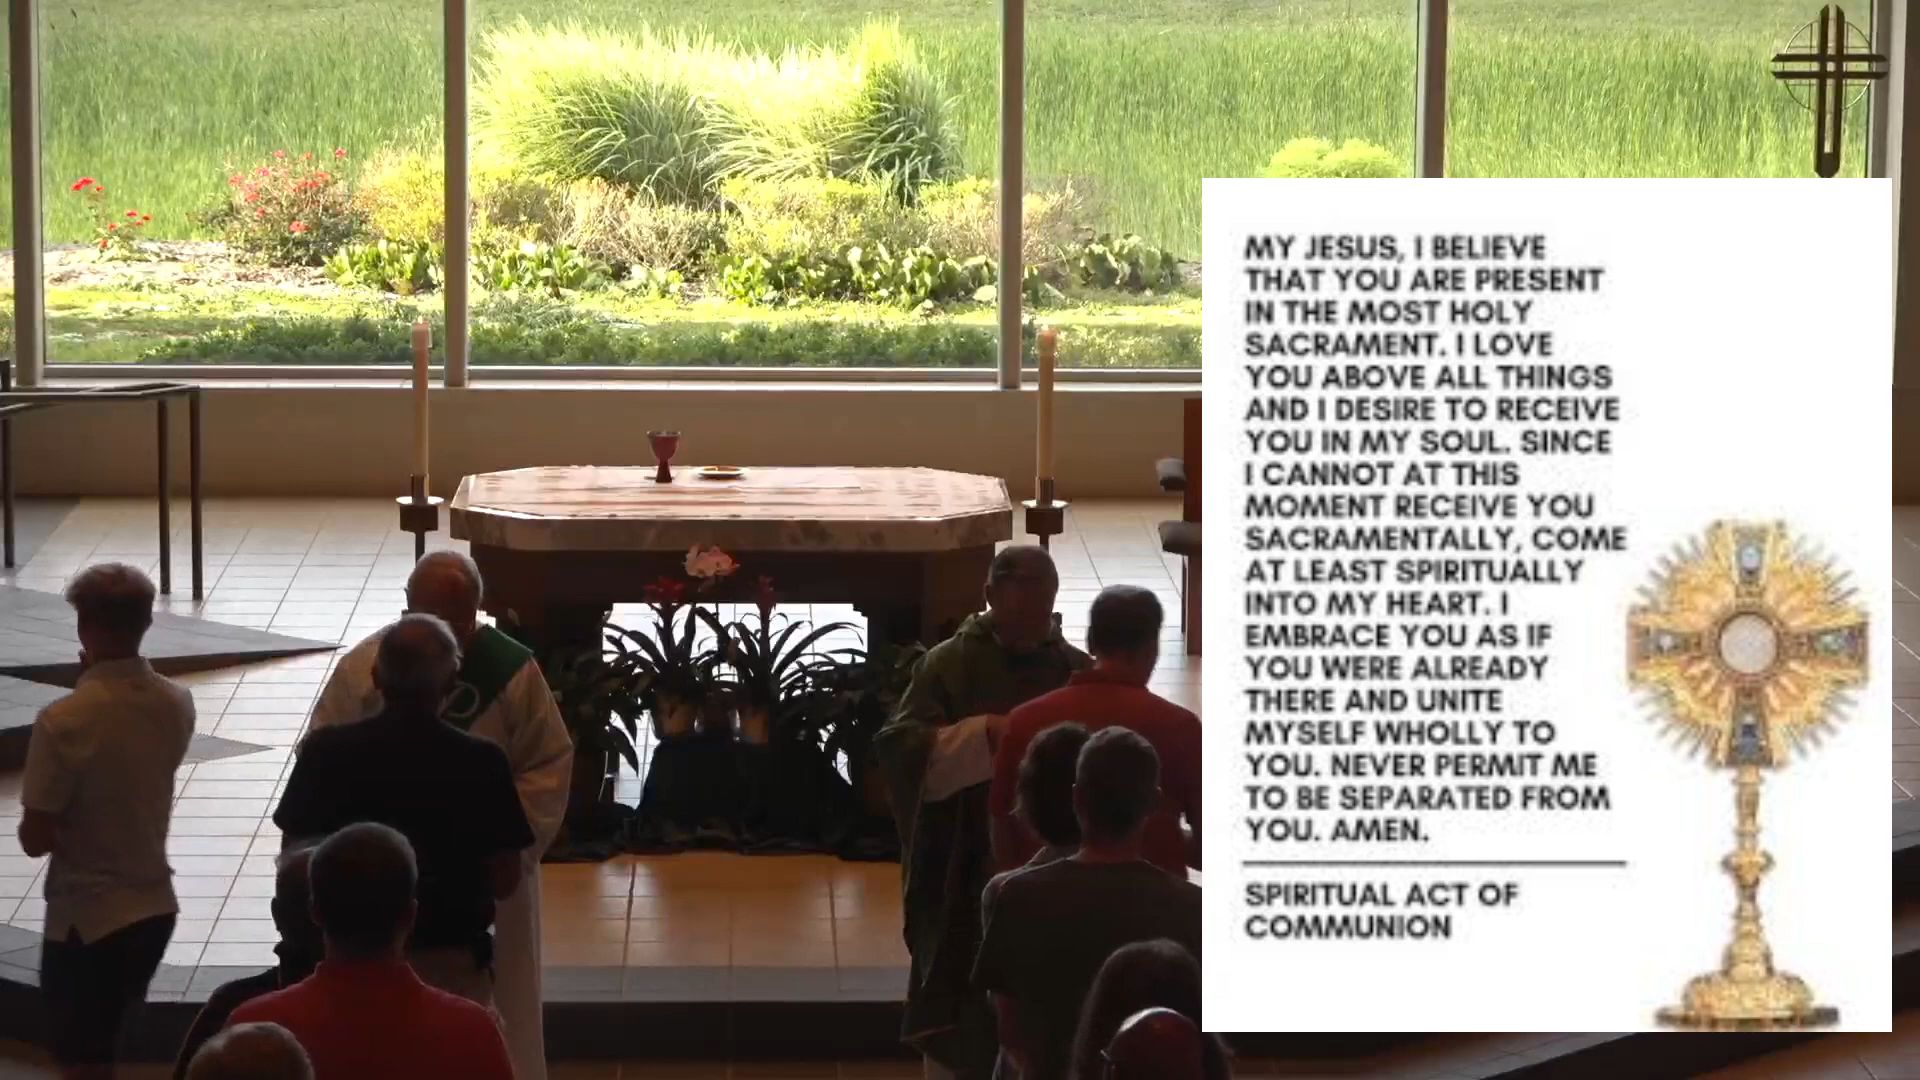 MY JESUS, I BELIEVE
THAT YOU ARE PRESENT
IN THE MOST HOLY
SACRAMENT. I LOVE
YOU ABOVE ALL THINGS
AND I DESIRE TO RECEIVE
YOU IN MY SOUL. SINCE
I CANNOT AT THIS
MOMENT RECEIVE YOU
SACRAMENTALLY, COME
AT LEAST SPIRITUALLY
INTO MY HEART. I
EMBRACE YOU AS IF
YOU WERE ALREADY
THERE AND UNITE
MYSELF WHOLLY TO
YOU. NEVER PERMIT ME
TO BE SEPARATED FROM
YOU. AMEN.
SPIRITUAL ACT OF
COMMUNION